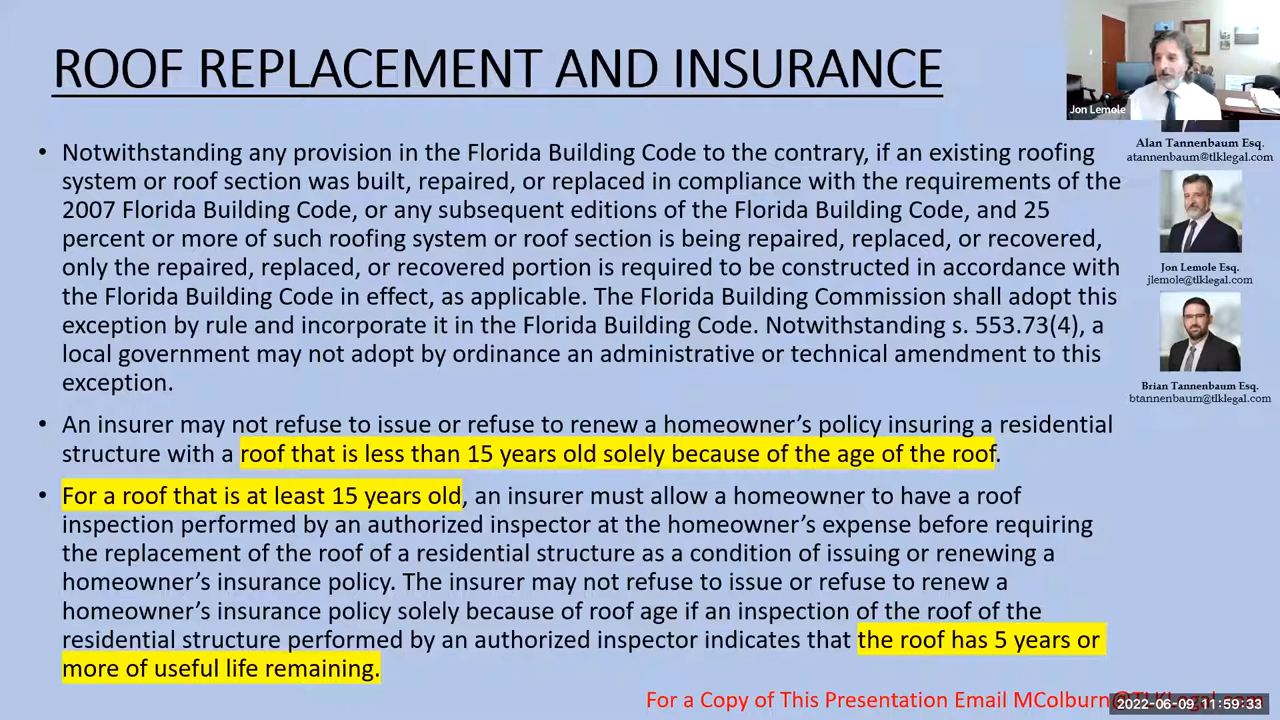 ROOF REPLACEMENT AND INSURANCE
• Notwithstanding any provision in the Florida Building Code to the contrary, if an existing roofing
system or roof section was built, repaired, or replaced in compliance with the requirements of the
2007 Florida Building Code, or any subsequent editions of the Florida Building Code, and 25
percent or more of such roofing system or roof section is being repaired, replaced, or recovered,
only the repaired, replaced, or recovered portion is required to be constructed in accordance with
the Florida Building Code in effect, as applicable. The Florida Building Commission shall adopt this
exception by rule and incorporate it in the Florida Building Code. Notwithstanding s. 553.73(4), a
local government may not adopt by ordinance an administrative or technical amendment to this
exception.
• An insurer may not refuse to issue or refuse to renew a homeowner’s policy insuring a residential
structure with a roof that is less than 15 years old solely because of the age of the roof.
• For a roof that is at least 15 years old, an insurer must allow a homeowner to have a roof
inspection performed by an authorized inspector at the homeowner’s expense before requiring
the replacement of the roof of a residential structure as a condition of issuing or renewing a
homeowner’s insurance policy. The insurer may not refuse to issue or refuse to renew a
homeowner’s insurance policy solely because of roof age if an inspection of the roof of the
residential structure performed by an authorized inspector indicates that the roof has 5 years or
more of useful life remaining.
Jon Lemole
Alan Tannenbaum Esq.
atannenbaum@tlklegal.com
Jon Lemole Esq.
jlemole@tlklegal.com
Brian Tannenbaum Esq.
btannenbaum@tlklegal.com
For a Copy of This Presentation Email
2022-06-09, 11:59:33